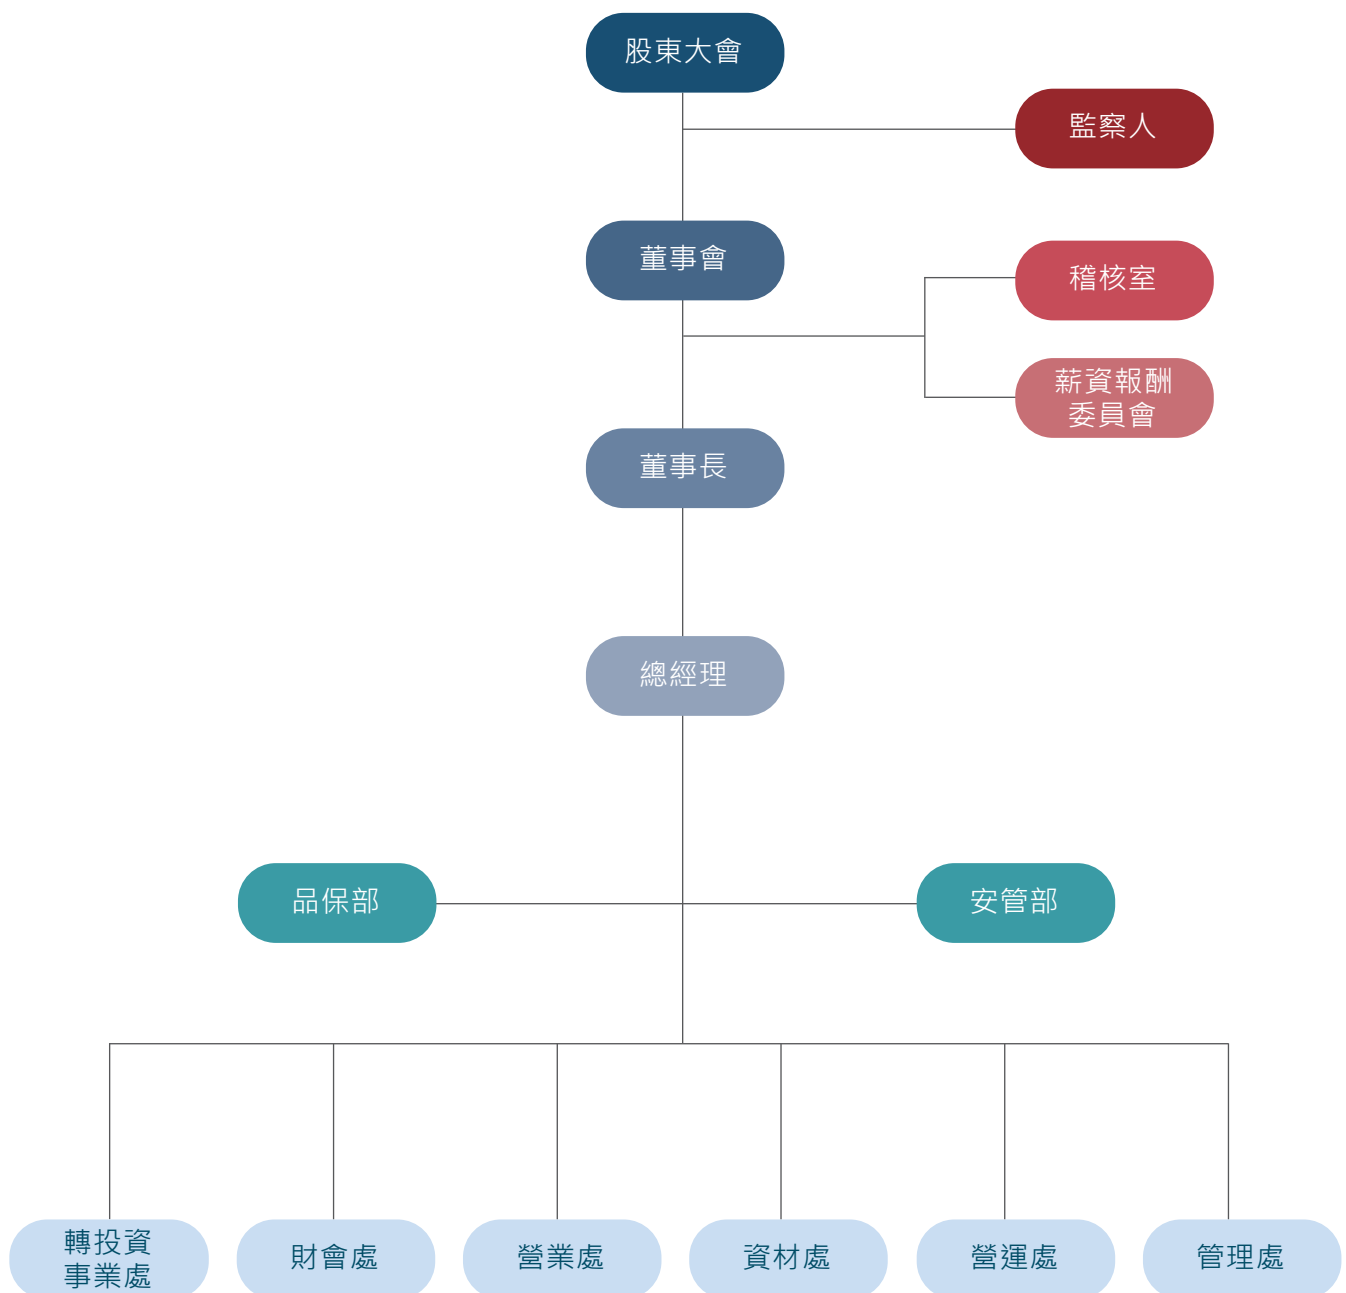 股東大會
監察人
董事會
稽核室
薪資報酬
委員會
董事長
總經理
品保部
安管部
轉投資
事業處
財會處
營業處
資材處
營運處
管理處